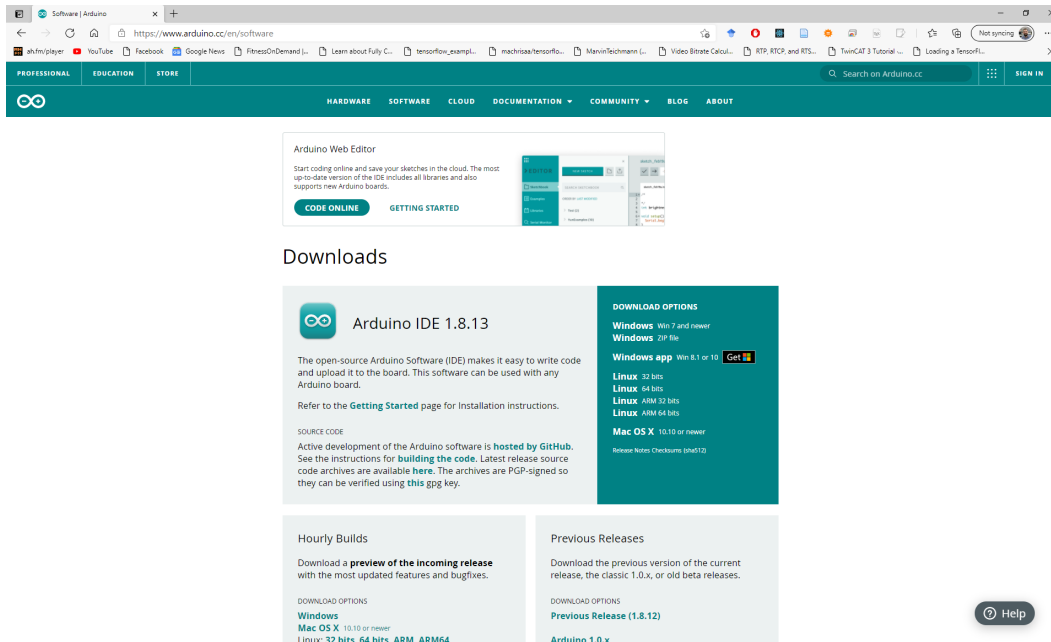 Software | Arduino
https://www.arduino.cc/en/software
Not syncing
ah.fm/player YouTube Facebook Google News FitnessOnDemand |... Learn about Fully C... tensorflow_exampl... machrisaa/tensorflo... MarvinTeichmann (... Video Bitrate Calcul... RTP, RTCP, and RTS... TwinCAT 3 Tutorial -... Loading a TensorFl...
PROFESSIONAL EDUCATION STORE
Search on Arduino.cc
SIGN IN
HARDWARE SOFTWARE CLOUD DOCUMENTATION COMMUNITY BLOG ABOUT
Arduino Web Editor
Start coding online and save your sketches in the cloud. The most
up-to-date version of the IDE includes all libraries and also
supports new Arduino boards.
CODE ONLINE GETTING STARTED
EDITOR
Downloads
Arduino IDE 1.8.13
The open-source Arduino Software (IDE) makes it easy to write code
and upload it to the board. This software can be used with any
Arduino board.
Refer to the Getting Started page for Installation instructions.
SOURCE CODE
Active development of the Arduino software is hosted by GitHub.
See the instructions for building the code. Latest release source
code archives are available here. The archives are PGP-signed so
they can be verified using this gpg key.
DOWNLOAD OPTIONS
Windows Win 7 and newer
Windows ZIP file
Windows app Win 8.1 or 10 Get
Linux 32 bits
Linux 64 bits
Linux ARM 32 bits
Linux ARM 64 bits
Mac OS X 10.10 or newer
Release Notes Checksums (sha512)
Hourly Builds
Download a preview of the incoming release
with the most updated features and bugfixes.
DOWNLOAD OPTIONS
Windows
Mac OS X 10.10 or newer
Linux: 32 bits, 64 bits, ARM, ARM64
Previous Releases
Download the previous version of the current
release, the classic 1.0.x, or old beta releases.
DOWNLOAD OPTIONS
Previous Release (1.8.12)
Arduino 1.0.x
Help